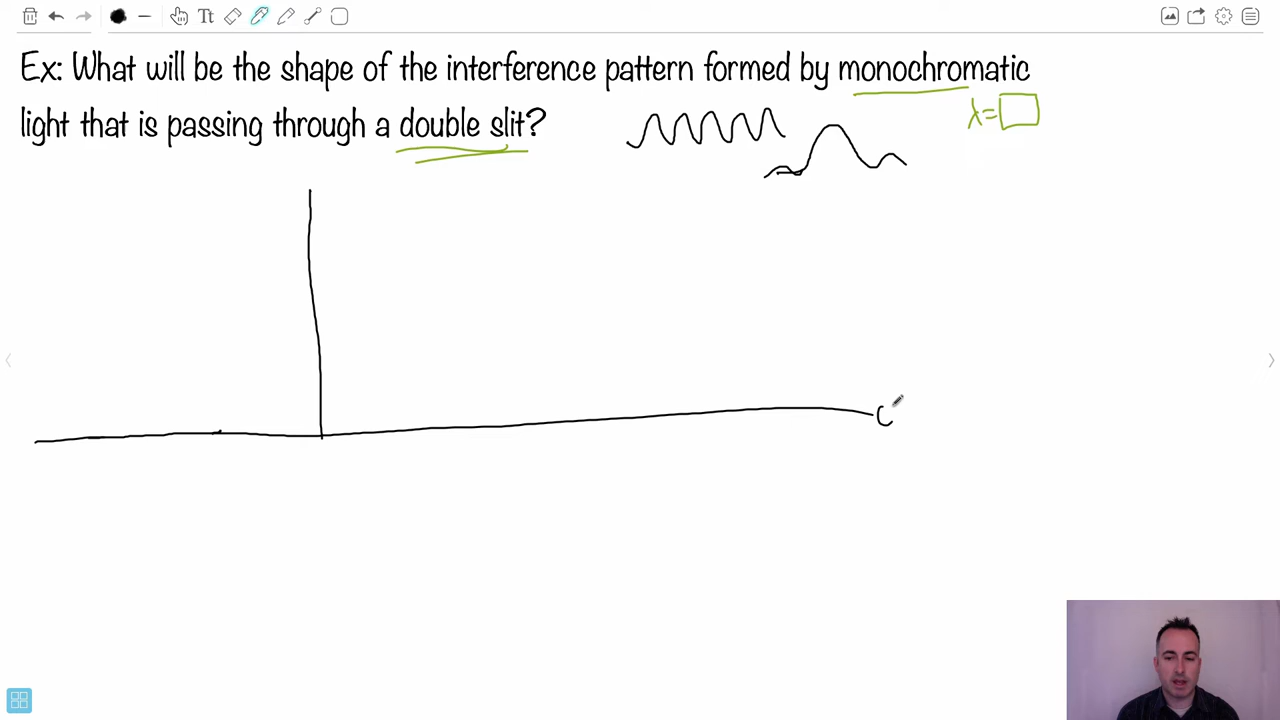 Tt
Ex: What will be the shape of the interference pattern formed by monochromatic
λ=
light that is passing through a double slit?